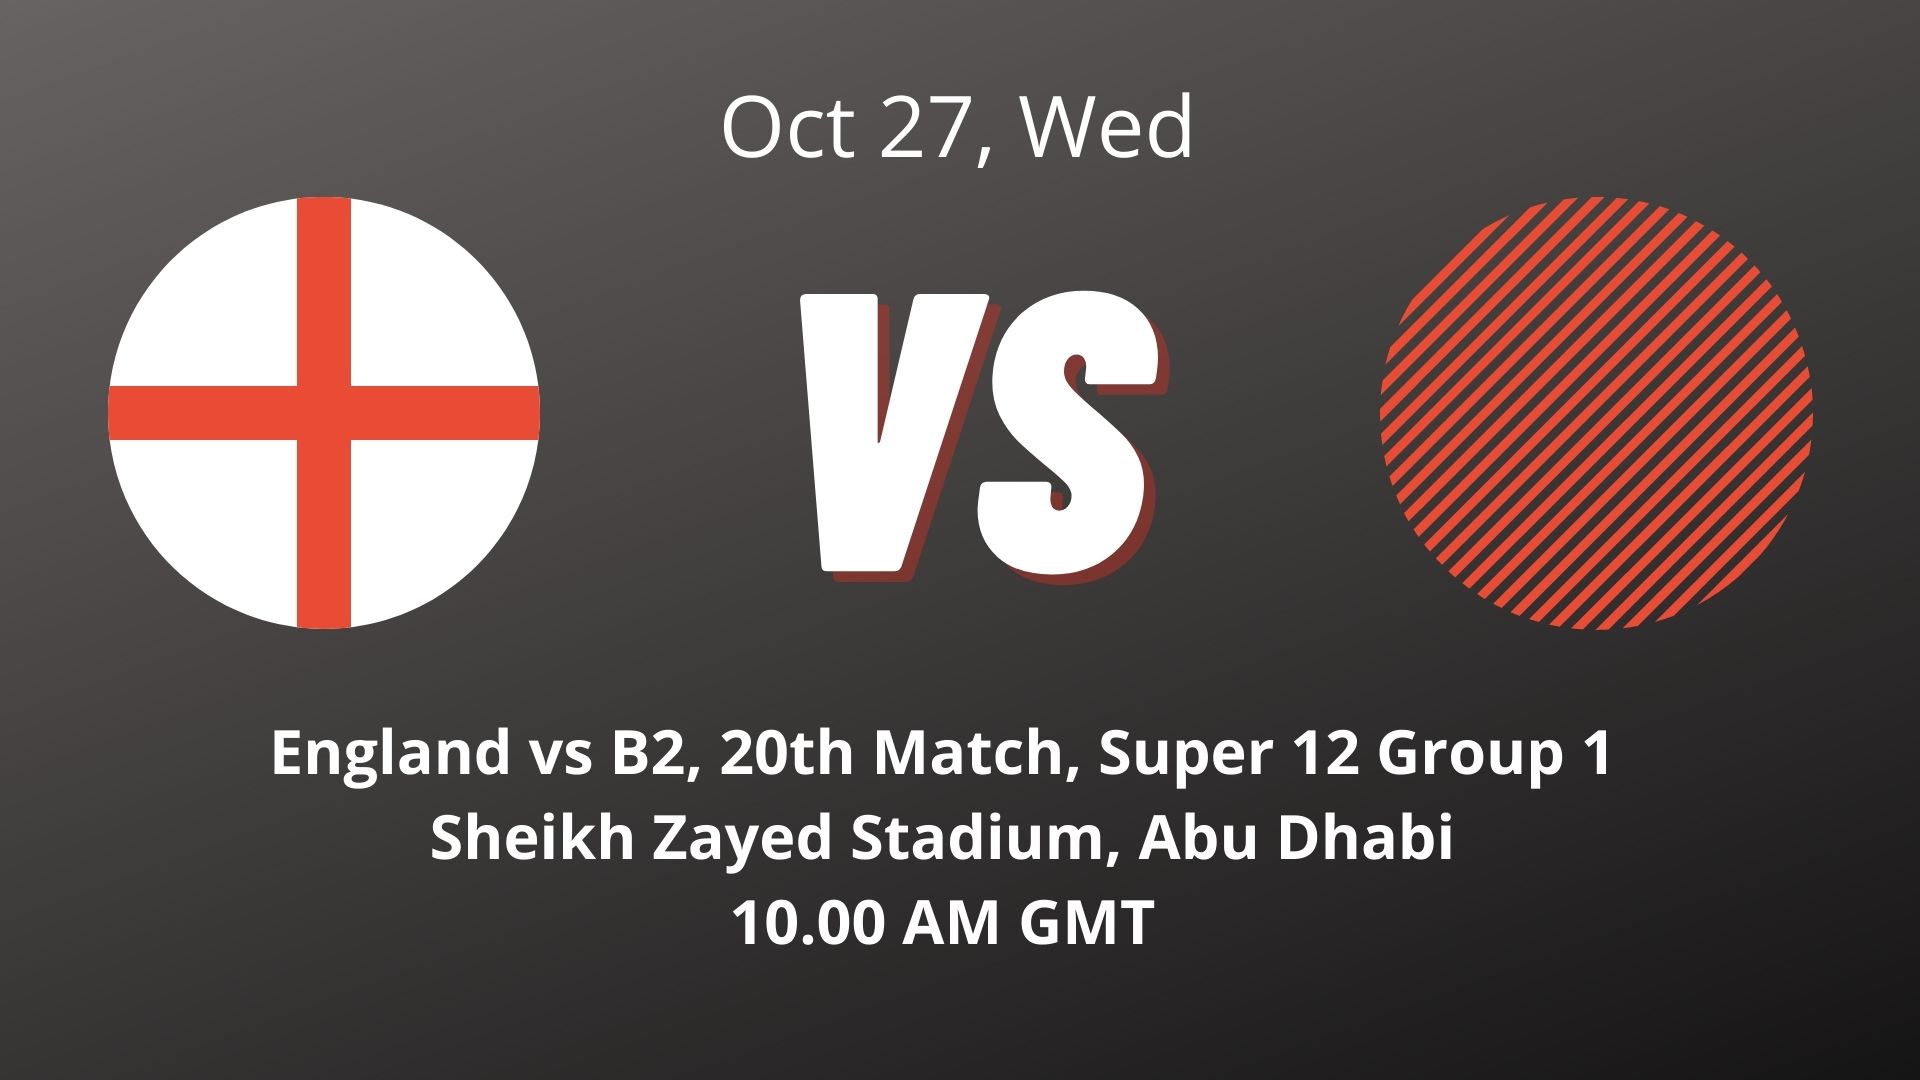 Oct 27, Wed
VS
England vs B2, 20th Match, Super 12 Group 1
Sheikh Zayed Stadium, Abu Dhabi
10.00 AM GMT